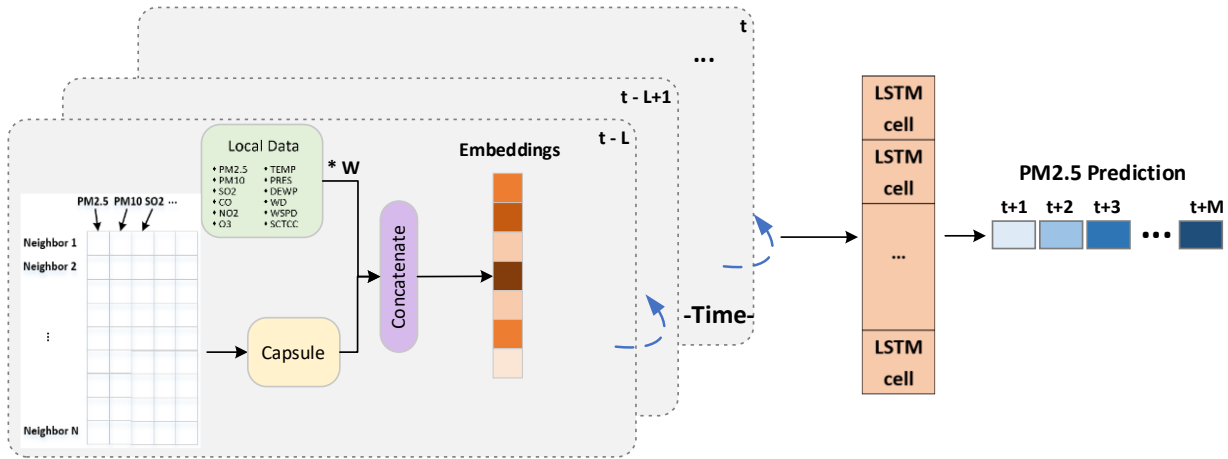 t
...
t - L+1
t - L
Local Data
♦ PM2.5 ♦ TEMP
♦ PM10 ♦ PRES
♦ SO2 ♦ DEWP
♦ CO ♦ WD
♦ NO2 ♦ WSPD
♦ O3 ♦ SCTCC
* W
Embeddings
PM2.5 PM10 SO2 ...
Neighbor 1
Neighbor 2
...
Neighbor N
Capsule
Concatenate
-Time-
LSTM
cell
LSTM
cell
...
LSTM
cell
PM2.5 Prediction
t+1 t+2 t+3 ... t+M